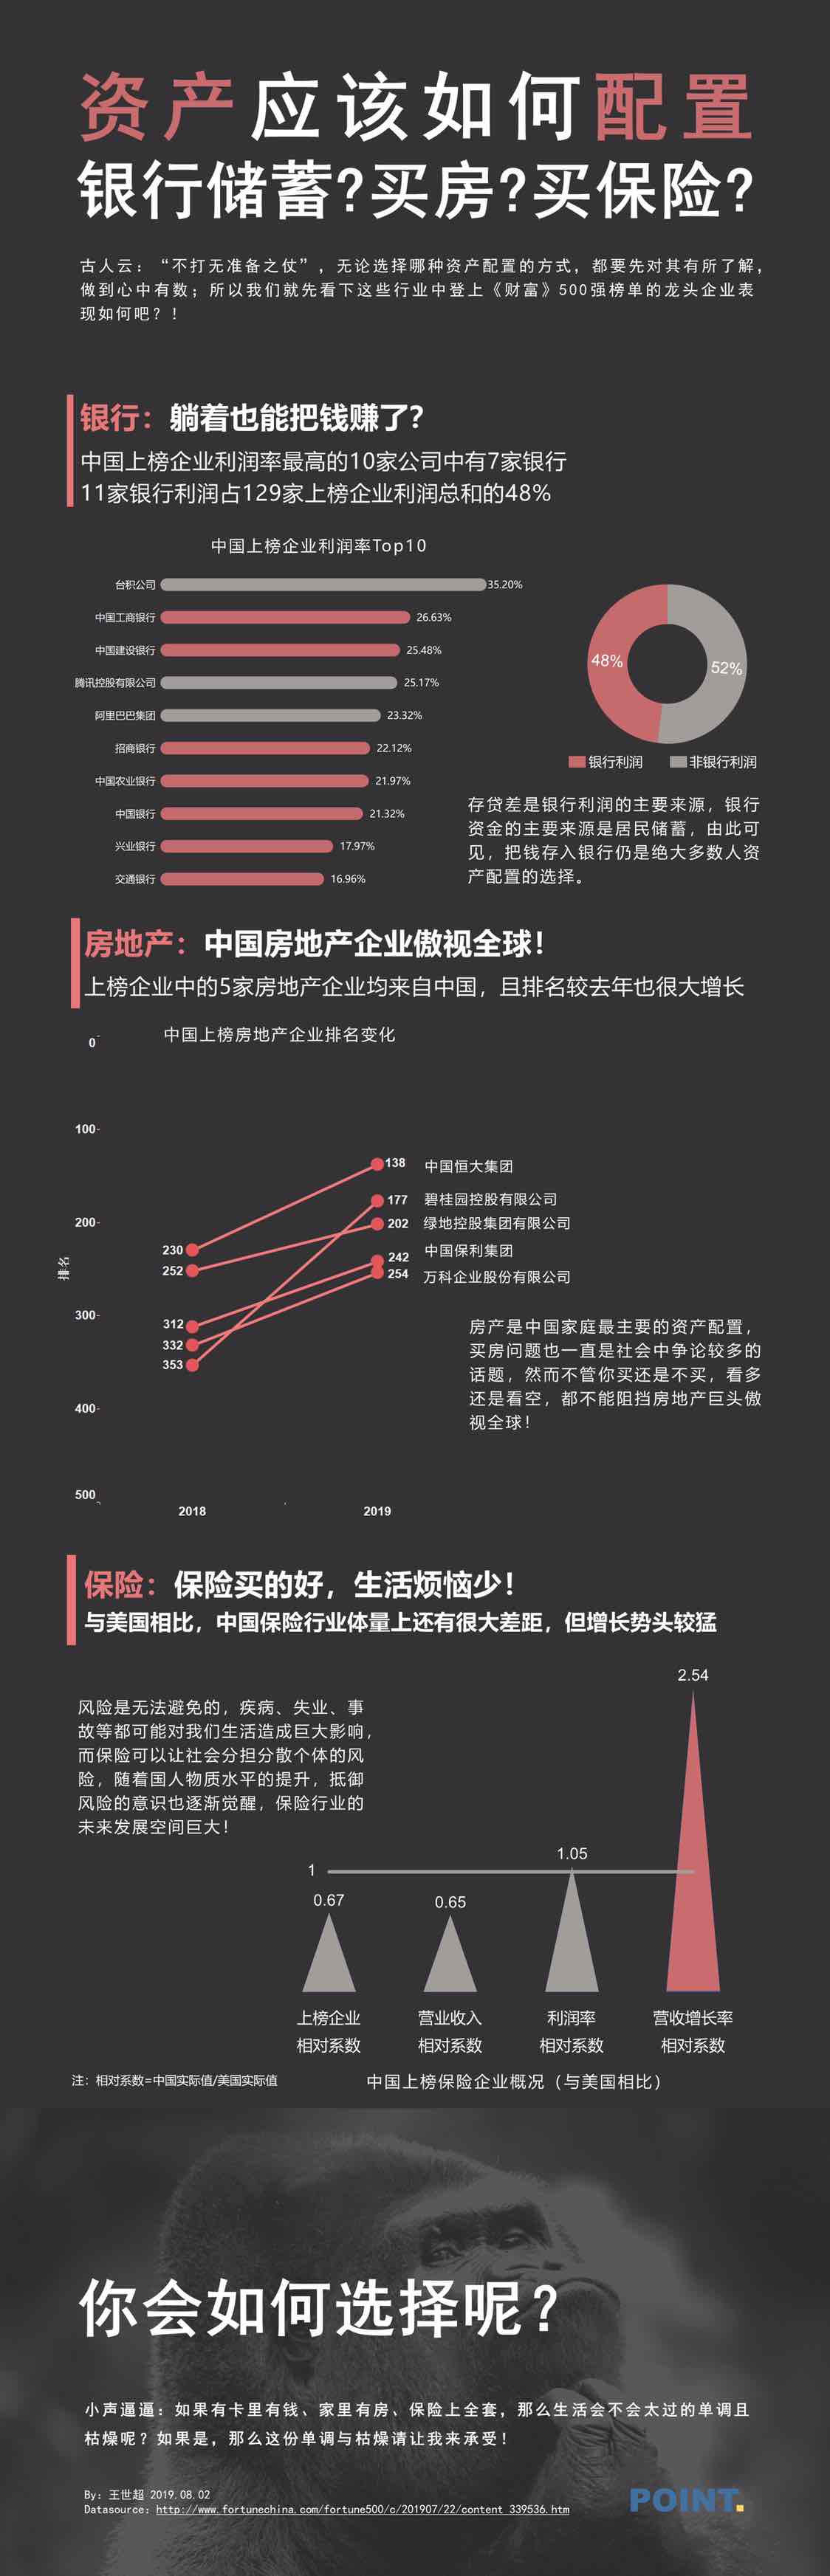 资产应该如何配置
银行储蓄?买房?买保险?
古人云：“不打无准备之仗”，无论选择哪种资产配置的方式，都要先对其有所了解，
做到心中有数；所以我们就先看下这些行业中登上《财富》500强榜单的龙头企业表
现如何吧？！
银行：躺着也能把钱赚了?
中国上榜企业利润率最高的10家公司中有7家银行
11家银行利润占129家上榜企业利润总和的48%
中国上榜企业利润率Top10
台积公司 35.20%
中国工商银行 26.63%
中国建设银行 25.48%
腾讯控股有限公司 25.17%
阿里巴巴集团 23.32%
招商银行 22.12%
中国农业银行 21.97%
中国银行 21.32%
兴业银行 17.97%
交通银行 16.96%
48% 52%
银行利润 非银行利润
存贷差是银行利润的主要来源，银行
资金的主要来源是居民储蓄，由此可
见，把钱存入银行仍是绝大多数人资
产配置的选择。
房地产：中国房地产企业傲视全球！
上榜企业中的5家房地产企业均来自中国，且排名较去年也很大增长
中国上榜房地产企业排名变化
0
100
200
300
400
500
排名
2018 2019
230
252
312
332
353
138 中国恒大集团
177 碧桂园控股有限公司
202 绿地控股集团有限公司
242 中国保利集团
254 万科企业股份有限公司
房产是中国家庭最主要的资产配置，
买房问题也一直是社会中争论较多的
话题，然而不管你买还是不买，看多
还是看空，都不能阻挡房地产巨头傲
视全球！
保险：保险买的好，生活烦恼少！
与美国相比，中国保险行业体量上还有很大差距，但增长势头较猛
风险是无法避免的，疾病、失业、事
故等都可能对我们生活造成巨大影响，
而保险可以让社会分担分散个体的风
险，随着国人物质水平的提升，抵御
风险的意识也逐渐觉醒，保险行业的
未来发展空间巨大！
2.54
1.05
1
0.67
0.65
上榜企业 营业收入 利润率 营收增长率
相对系数 相对系数 相对系数 相对系数
注：相对系数=中国实际值/美国实际值
中国上榜保险企业概况（与美国相比）
你会如何选择呢？
小声逼逼：如果有卡里有钱、家里有房、保险上全套，那么生活会不会太过的单调且
枯燥呢？如果是，那么这份单调与枯燥请让我来承受！
By：王世超 2019.08.02
Datasource：http://www.fortunechina.com/fortune500/c/201907/22/content_339536.htm
POINT.